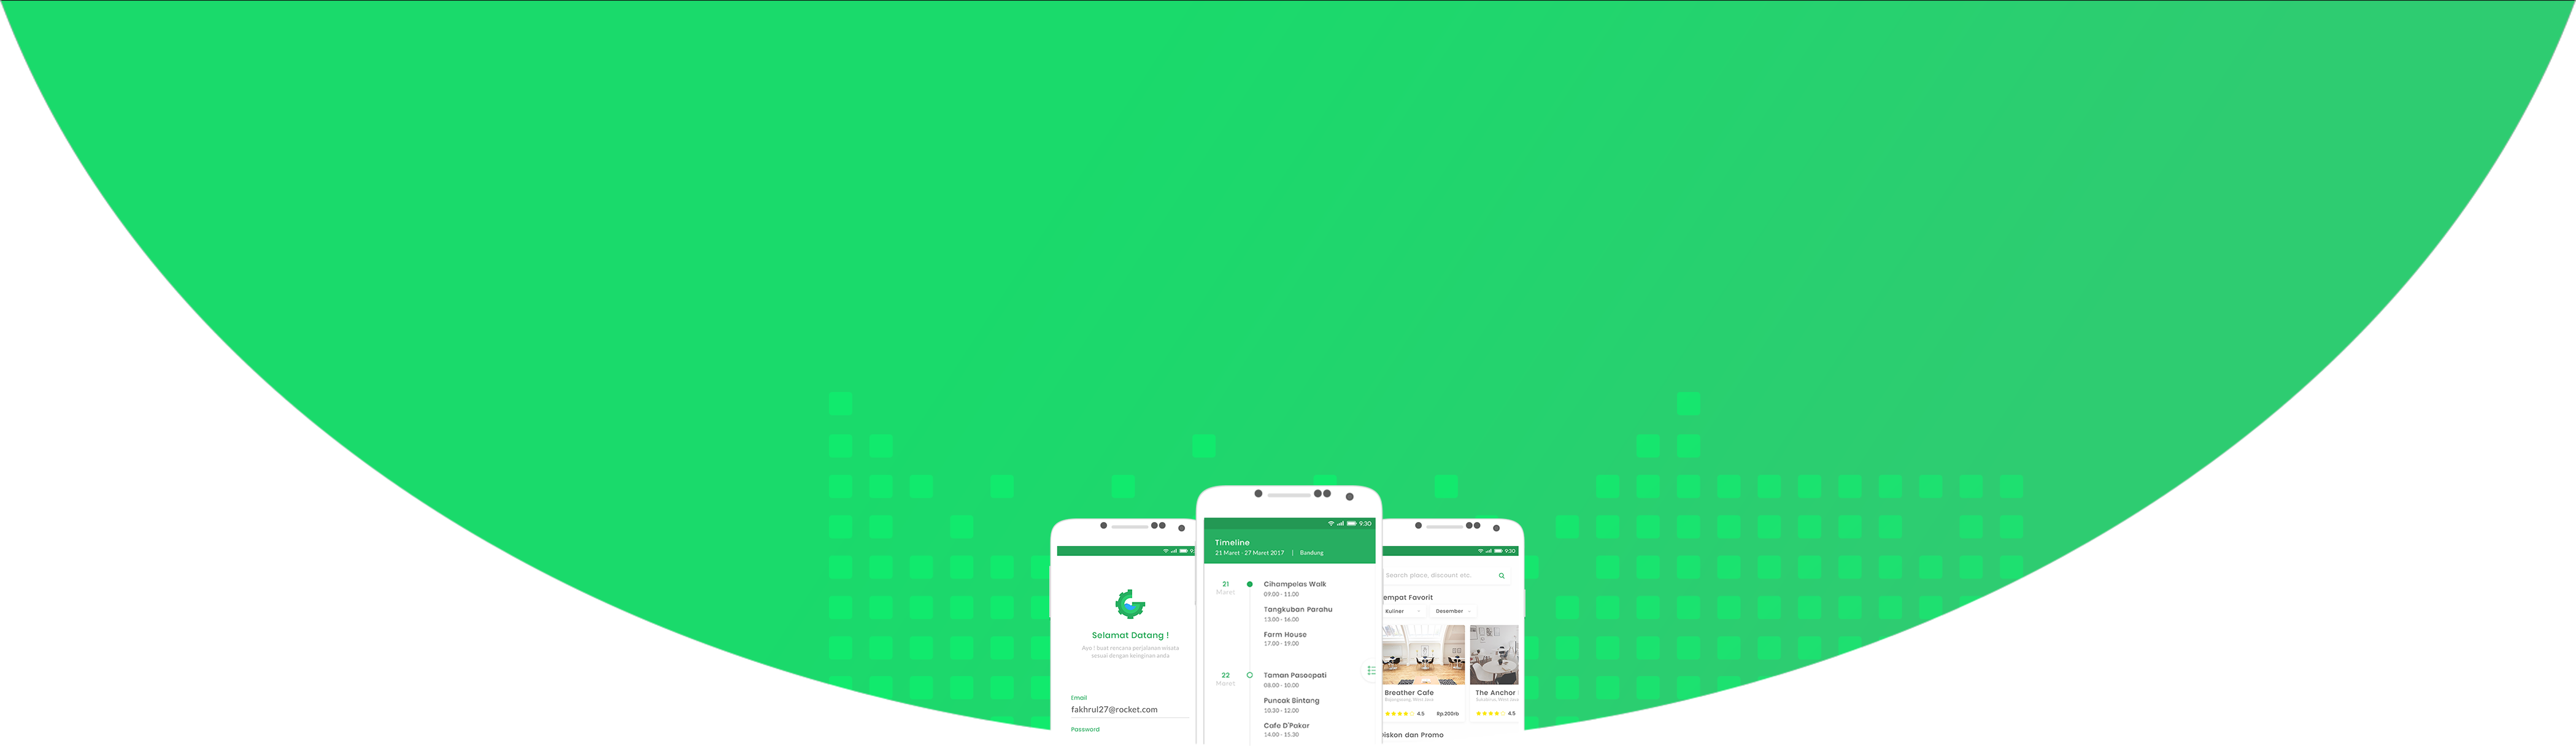 9:30
Timeline
21 Maret - 27 Maret 2017 | Bandung
21
Maret
Cihampelas Walk
09.00 - 11.00
Tangkuban Parahu
13.00 - 16.00
Farm House
17.00 - 19.00
22
Maret
Taman Pasoepati
08.00 - 10.00
Puncak Bintang
10.30 - 12.00
Cafe D'Pakar
14.00 - 15.30
Selamat Datang !
Ayo ! buat rencana perjalanan wisata
sesuai dengan keinginan anda
Email
fakhrul27@rocket.com
Password
9:30
Search place, discount etc.
empat Favorit
Kuliner
Desember
Breather Cafe
4.5 Rp.200rb
The Anchor
4.5
iskon dan Promo